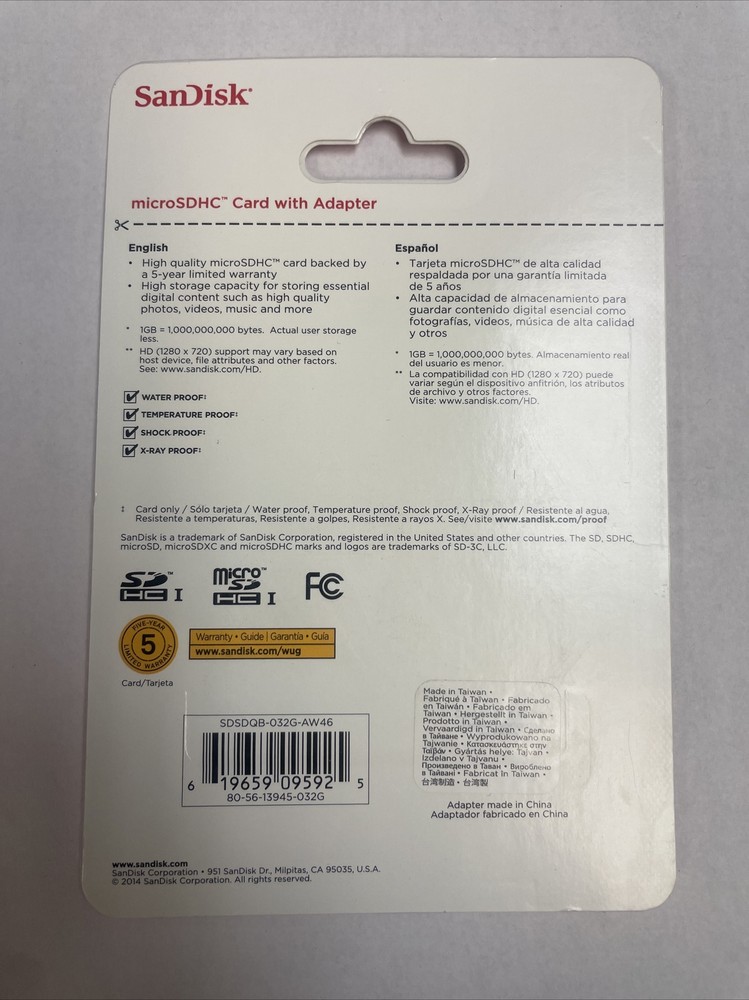 SanDisk®
microSDHC™ Card with Adapter
English
• High quality microSDHC™ card backed by
a 5-year limited warranty
• High storage capacity for storing essential
digital content such as high quality
photos, videos, music and more
* 1GB = 1,000,000,000 bytes. Actual user storage
less.
** HD (1280 x 720) support may vary based on
host device, file attributes and other factors.
See: www.sandisk.com/HD.
WATER PROOF‡
TEMPERATURE PROOF‡
SHOCK PROOF‡
X-RAY PROOF‡
Español
• Tarjeta microSDHC™ de alta calidad
respaldada por una garantía limitada
de 5 años
• Alta capacidad de almacenamiento para
guardar contenido digital esencial como
fotografías, videos, música de alta calidad
y otros
* 1GB = 1,000,000,000 bytes. Almacenamiento real
del usuario es menor.
** La compatibilidad con HD (1280 x 720) puede
variar según el dispositivo anfitrión, los atributos
de archivo y otros factores.
Visite: www.sandisk.com/HD.
‡ Card only / Sólo tarjeta / Water proof, Temperature proof, Shock proof, X-Ray proof / Resistente al agua,
Resistente a temperaturas, Resistente a golpes, Resistente a rayos X. See/visite www.sandisk.com/proof
SanDisk is a trademark of SanDisk Corporation, registered in the United States and other countries. The SD, SDHC,
microSD, microSDXC and microSDHC marks and logos are trademarks of SD-3C, LLC.
SD HC I
micro SD HC I
FC
FIVE-YEAR
5
LIMITED WARRANTY
Warranty • Guide | Garantía • Guía
www.sandisk.com/wug
Card/Tarjeta
SDSDQB-032G-AW46
6 19659 09592 5
80-56-13945-032G
Made in Taiwan •
Fabriqué à Taïwan • Fabricado
en Taiwán • Fabricado em
Taiwan • Hergestellt in Taiwan •
Prodotto in Taiwan •
Vervaardigd in Taiwan • Сделано
в Тайване • Wyprodukowano na
Tajwanie • Κατασκευάστηκε στην
Ταϊβάν • Gyártás helye: Tajvan •
Izdelano v Tajvanu •
Произведено в Таван • Вироблено
в Тайвані • Fabricat în Taiwan •
台湾制造 • 台灣製
Adapter made in China
Adaptador fabricado en China
www.sandisk.com
SanDisk Corporation • 951 SanDisk Dr., Milpitas, CA 95035, U.S.A.
© 2014 SanDisk Corporation. All rights reserved.